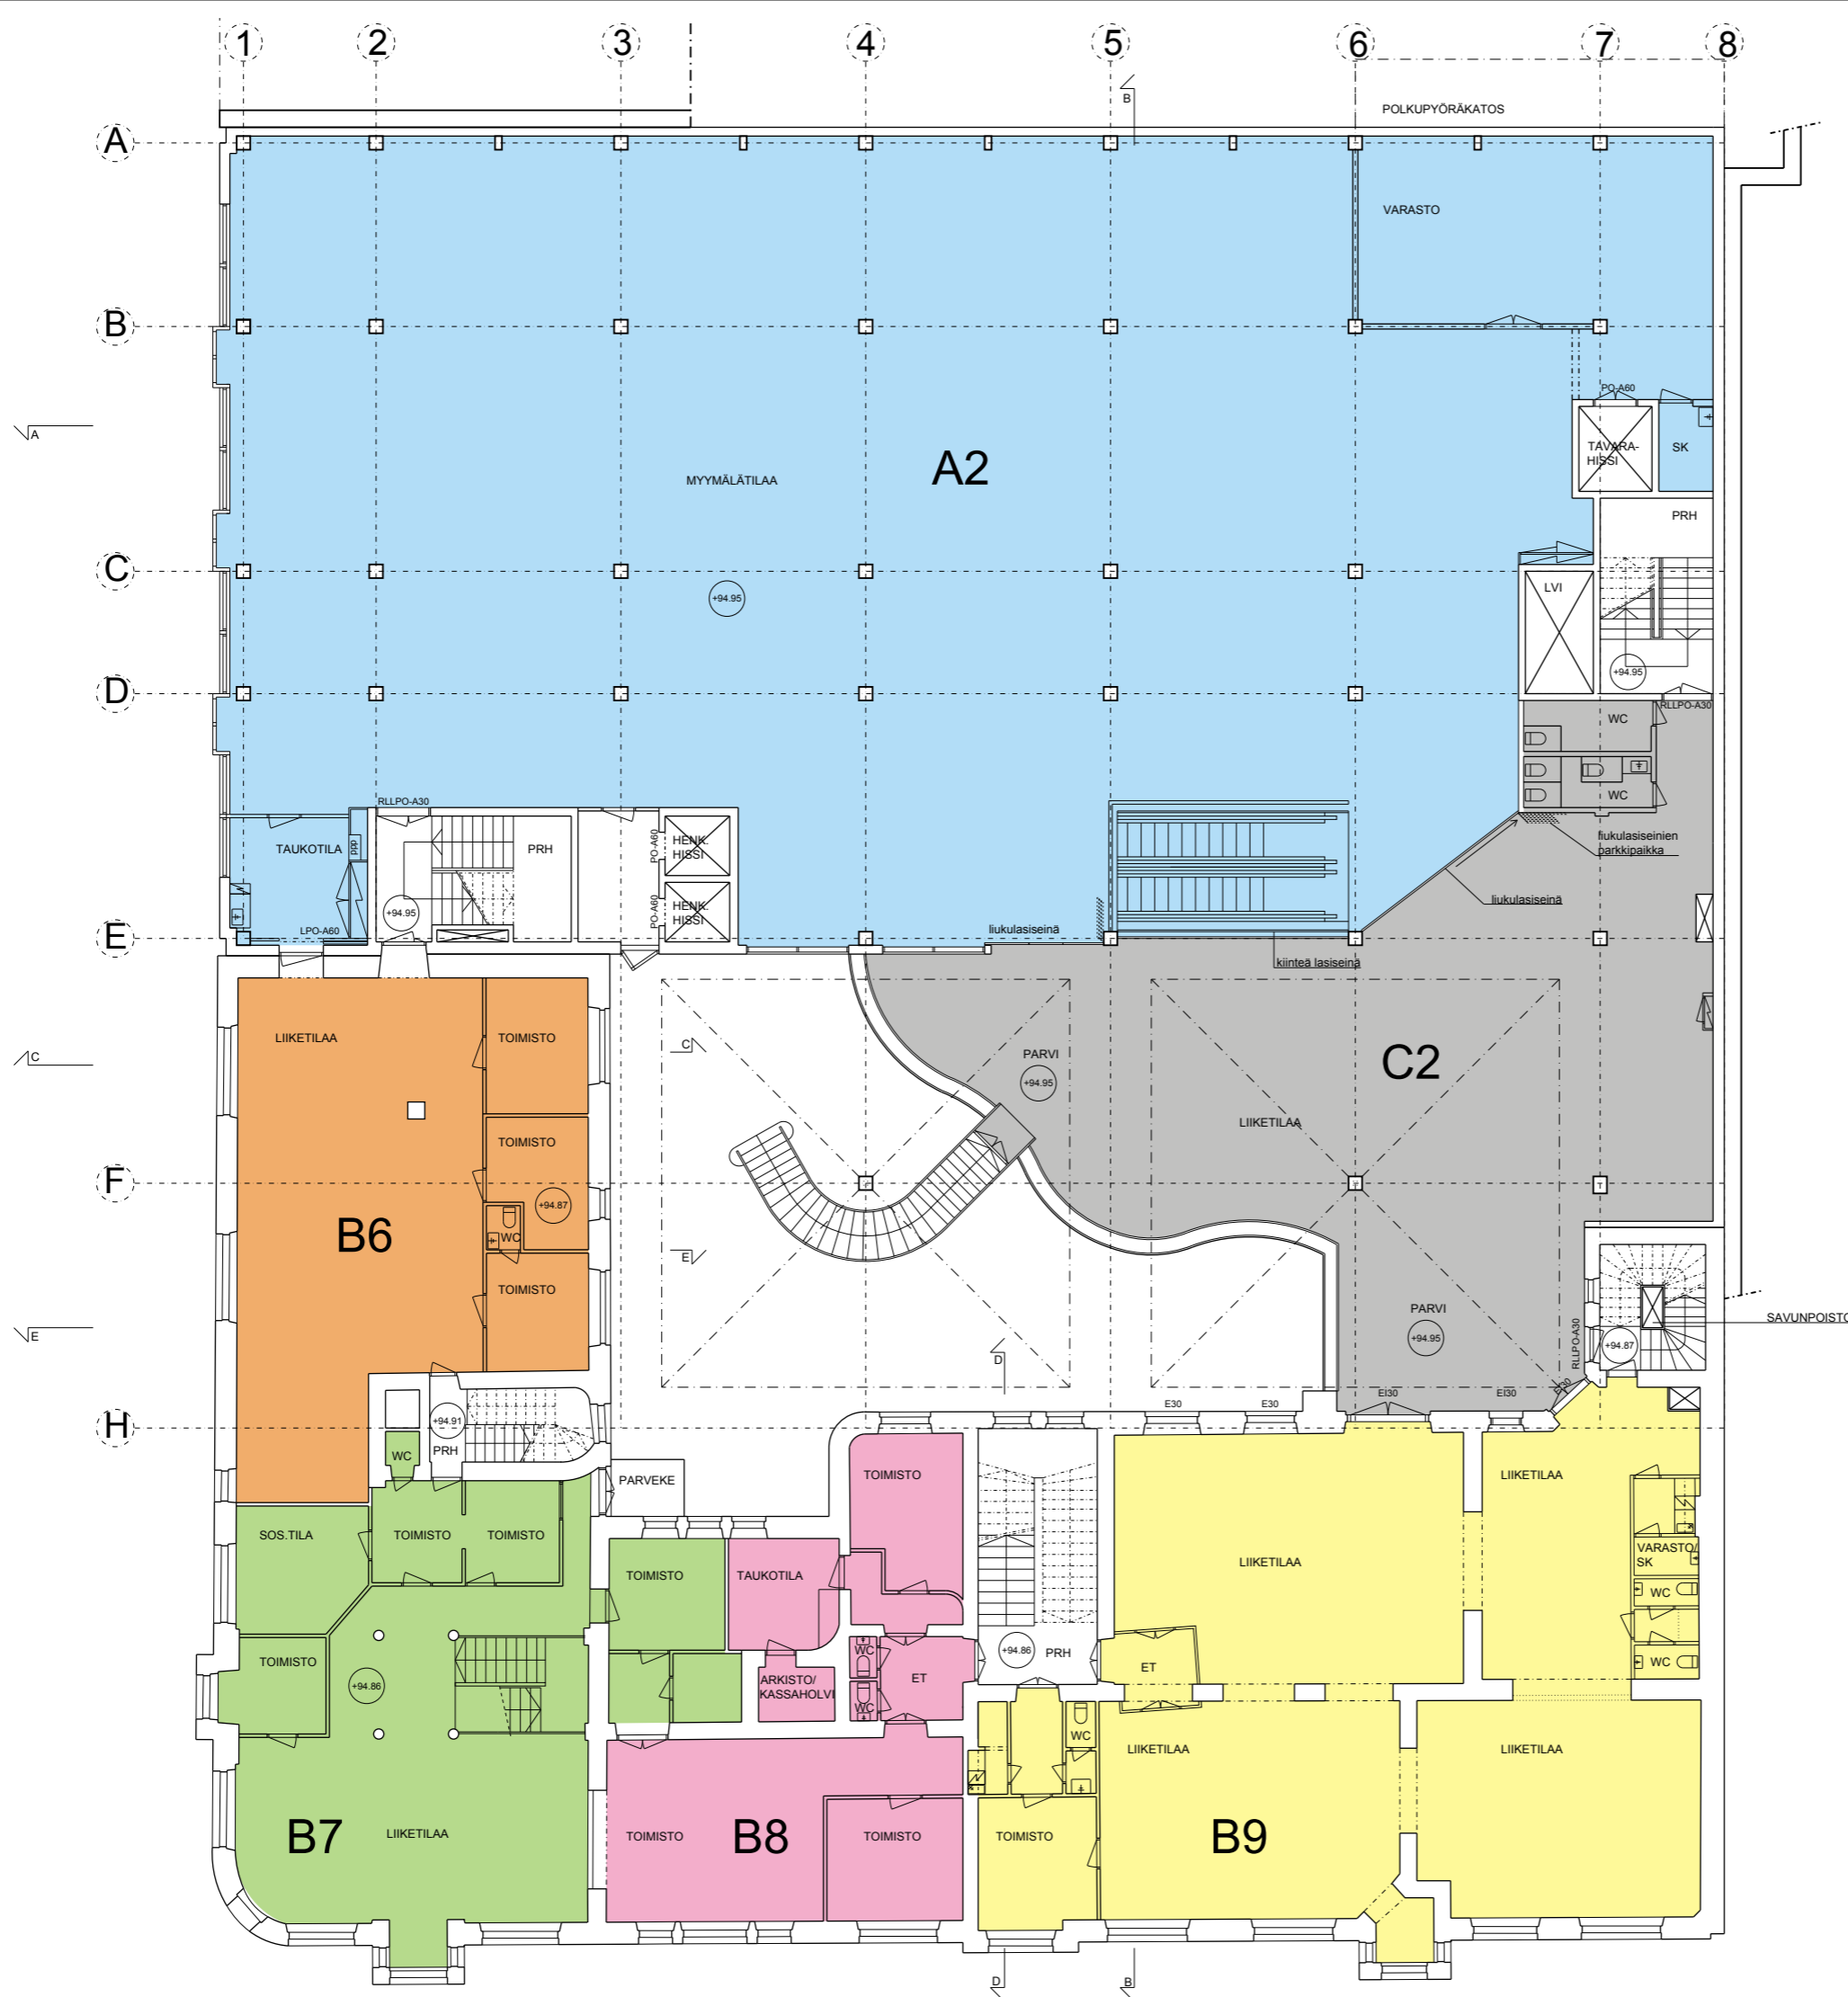 1 2 3 4 5 6 7 8
B
POLKUPYÖRÄKATOS
A
VARASTO
B
PO-A60
A
TAVARA-
HISSI
SK
A2
MYYMÄLÄTILAA
PRH
C
LVI
+94.95
+94.95
D
RLLPO-A30
WC
WC
RLLPO-A30
TAUKOTILA
PRH
PO-A60
HENK.
HISSI
liukulasiseinien
parkkipaikka
liukulasiseinä
+94.95
PO-A60
HENK.
HISSI
LPO-A60
liukulasiseinä
E
kiinteä lasiseinä
LIIKETILAA
TOIMISTO
C
C
PARVI
+94.95
C2
LIIKETILAA
TOIMISTO
F
+94.87
B6
WC
E
TOIMISTO
PARVI
+94.95
SAVUNPOISTO
E
RLLPO-A30
+94.87
D
EI30
EI30
EI30
E30
E30
H
+94.91
PRH
WC
PARVEKE
TOIMISTO
LIIKETILAA
SOS.TILA
TOIMISTO
TOIMISTO
TOIMISTO
TAUKOTILA
LIIKETILAA
VARASTO/
SK
WC
TOIMISTO
+94.86
WC
ET
+94.86
PRH
ET
WC
ARKISTO/
KASSAHOLVI
WC
WC
LIIKETILAA
LIIKETILAA
B7
LIIKETILAA
TOIMISTO
B8
TOIMISTO
TOIMISTO
B9
D
B